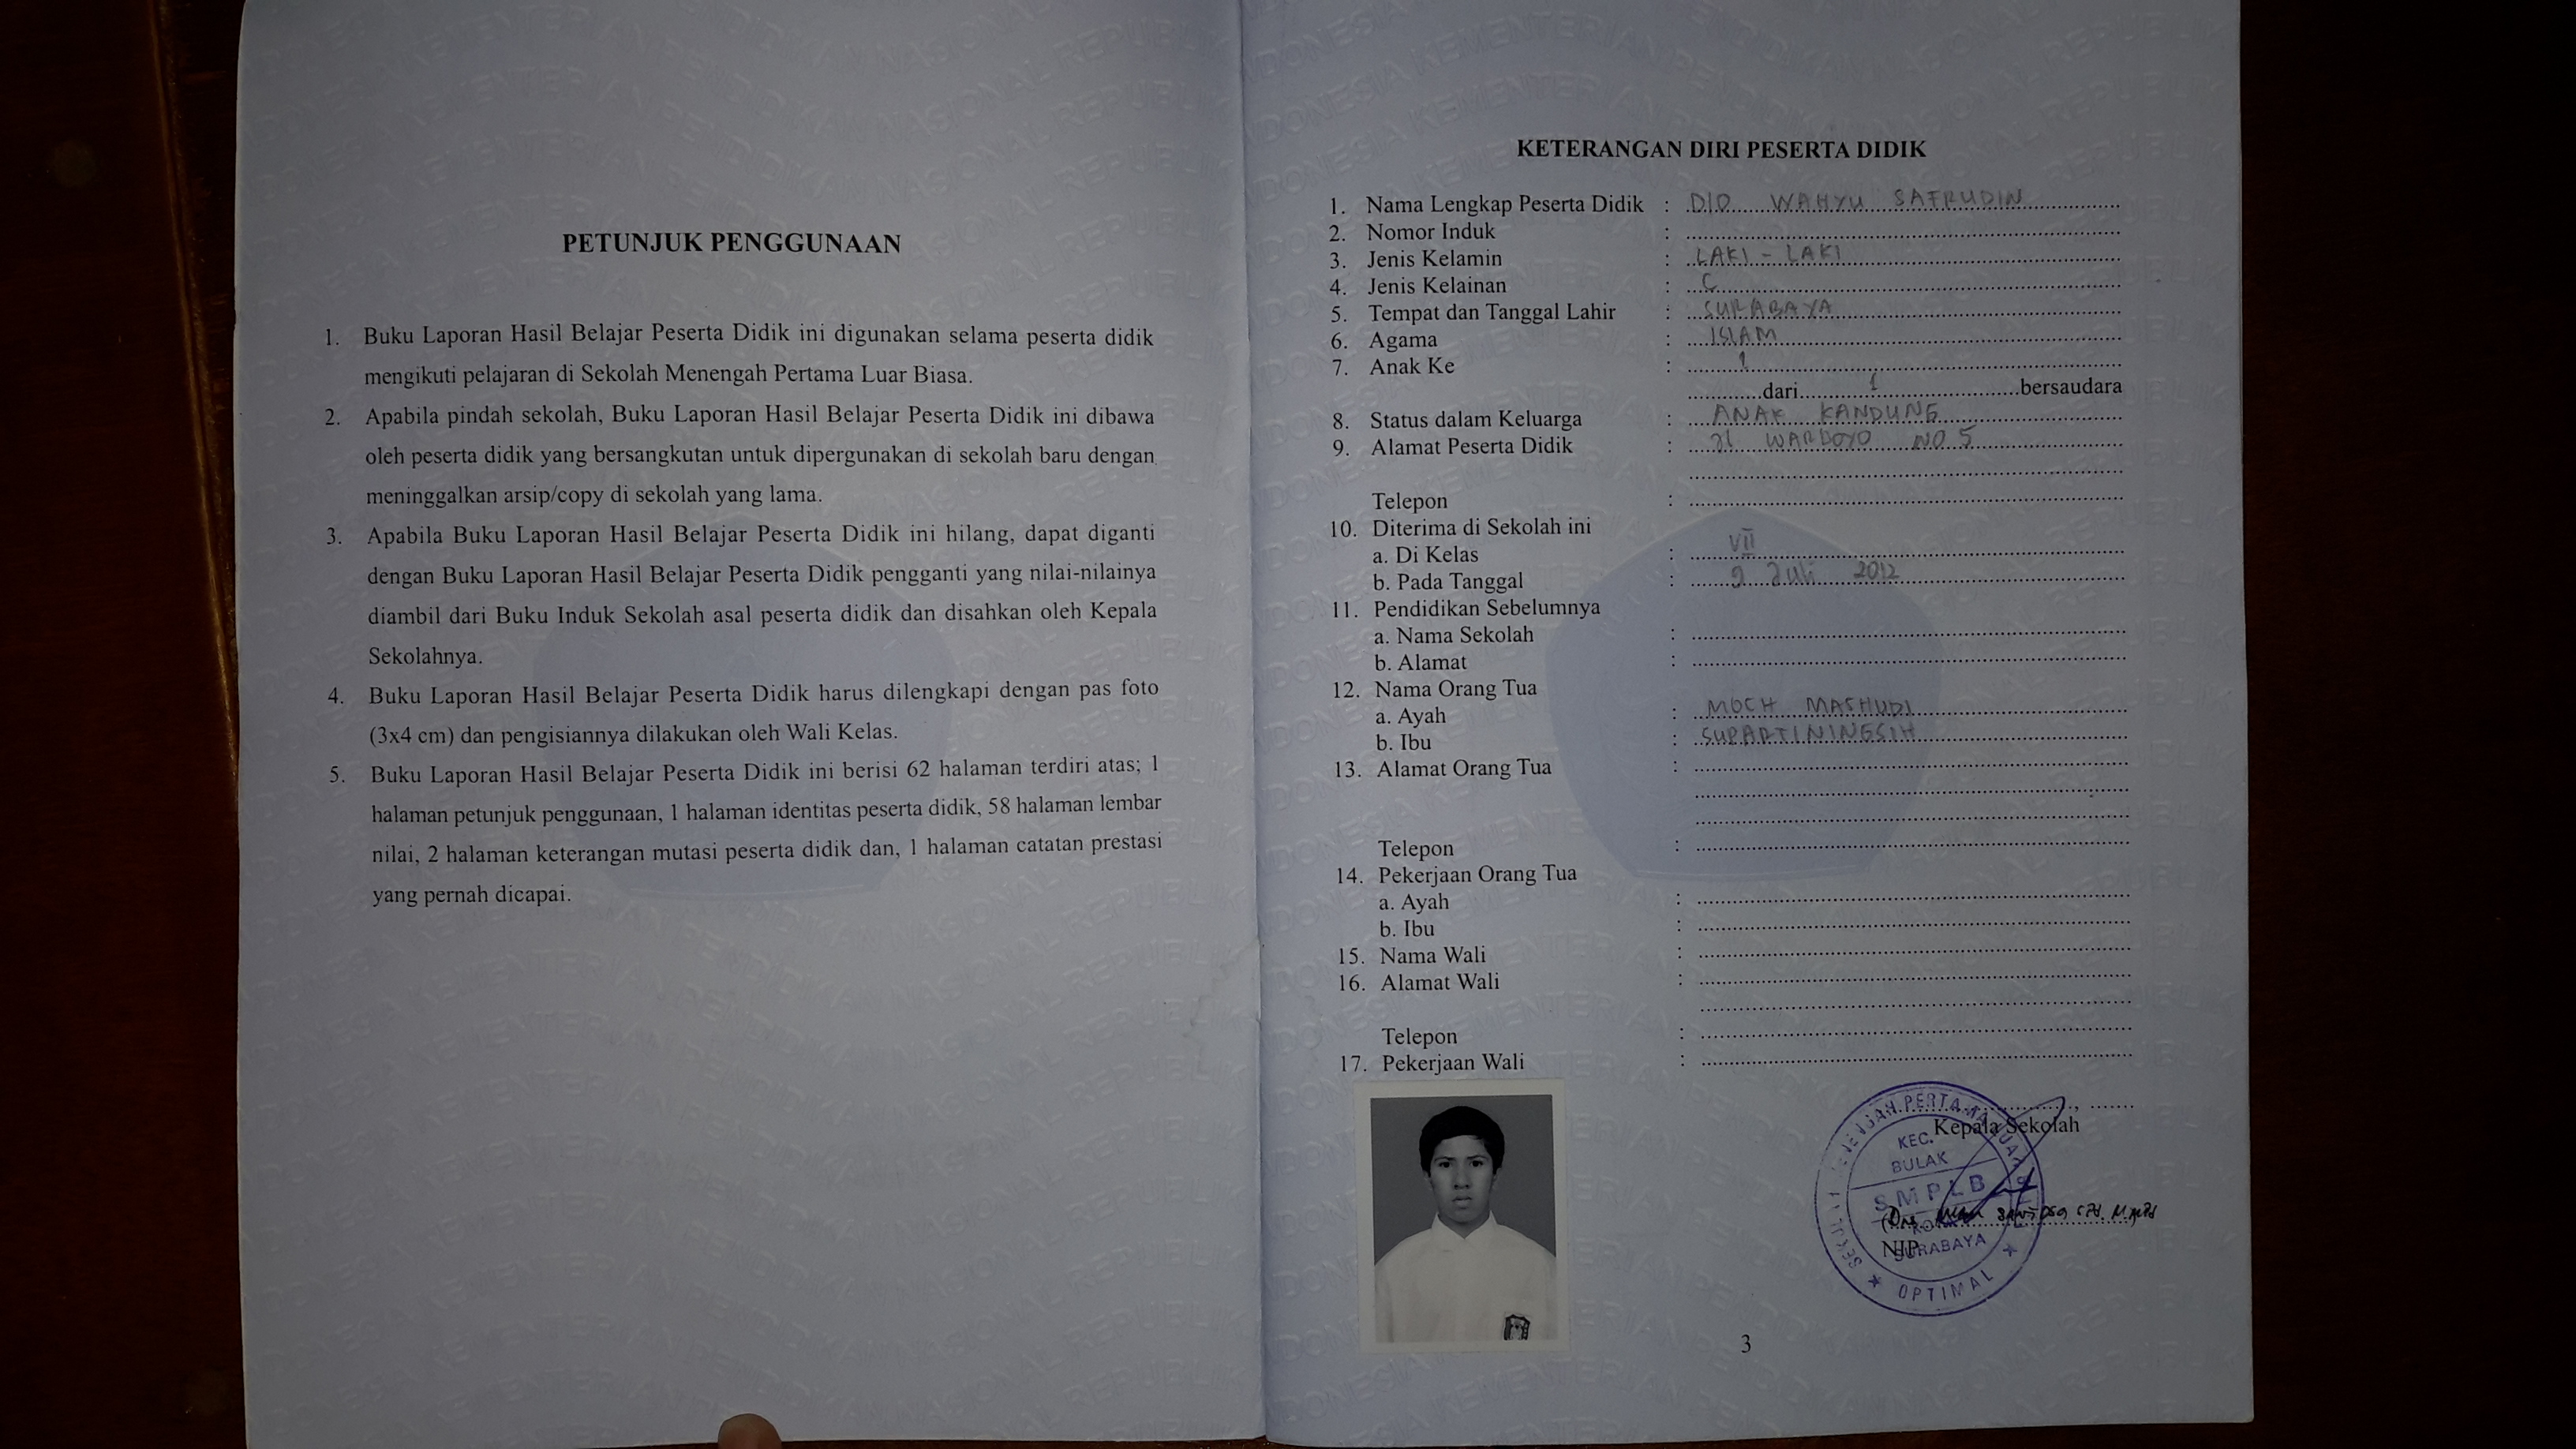 PETUNJUK PENGGUNAAN
1. Buku Laporan Hasil Belajar Peserta Didik ini digunakan selama peserta didik
mengikuti pelajaran di Sekolah Menengah Pertama Luar Biasa.
2. Apabila pindah sekolah, Buku Laporan Hasil Belajar Peserta Didik ini dibawa
oleh peserta didik yang bersangkutan untuk dipergunakan di sekolah baru dengan
meninggalkan arsip/copy di sekolah yang lama.
3. Apabila Buku Laporan Hasil Belajar Peserta Didik ini hilang, dapat diganti
dengan Buku Laporan Hasil Belajar Peserta Didik pengganti yang nilai-nilainya
diambil dari Buku Induk Sekolah asal peserta didik dan disahkan oleh Kepala
Sekolahnya.
4. Buku Laporan Hasil Belajar Peserta Didik harus dilengkapi dengan pas foto
(3x4 cm) dan pengisiannya dilakukan oleh Wali Kelas.
5. Buku Laporan Hasil Belajar Peserta Didik ini berisi 62 halaman terdiri atas; 1
halaman petunjuk penggunaan, 1 halaman identitas peserta didik, 58 halaman lembar
nilai, 2 halaman keterangan mutasi peserta didik dan, 1 halaman catatan prestasi
yang pernah dicapai.
KETERANGAN DIRI PESERTA DIDIK
1. Nama Lengkap Peserta Didik : DIO WAHYU SAFRUDIN
2. Nomor Induk :
3. Jenis Kelamin : LAKI - LAKI
4. Jenis Kelainan : C
5. Tempat dan Tanggal Lahir : SURABAYA
6. Agama : ISLAM
7. Anak Ke : 1
dari 1 bersaudara
8. Status dalam Keluarga : ANAK KANDUNG
9. Alamat Peserta Didik : Jl WARDOYO NO 5
Telepon :
10. Diterima di Sekolah ini
a. Di Kelas : VII
b. Pada Tanggal : 9 Juli 2012
11. Pendidikan Sebelumnya
a. Nama Sekolah :
b. Alamat :
12. Nama Orang Tua
a. Ayah : MOCH MASHUDI
b. Ibu : SUPARTININGSIH
13. Alamat Orang Tua :
Telepon :
14. Pekerjaan Orang Tua
a. Ayah :
b. Ibu :
15. Nama Wali :
16. Alamat Wali :
Telepon :
17. Pekerjaan Wali :
Kepala Sekolah
KEC.
BULAK
SMPLB
SURABAYA
OPTIMAL
NIP.
3